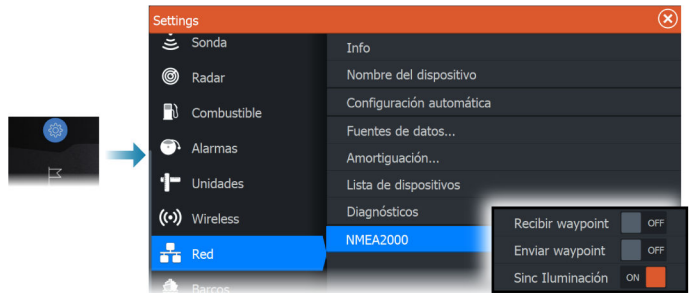 Settings
Sonda
Radar
Combustible
Alarmas
Unidades
Wireless
Red
Barcos
Info
Nombre del dispositivo
Configuración automática
Fuentes de datos...
Amortiguación...
Lista de dispositivos
Diagnósticos
NMEA2000
Recibir waypoint OFF
Enviar waypoint OFF
Sinc Iluminación ON